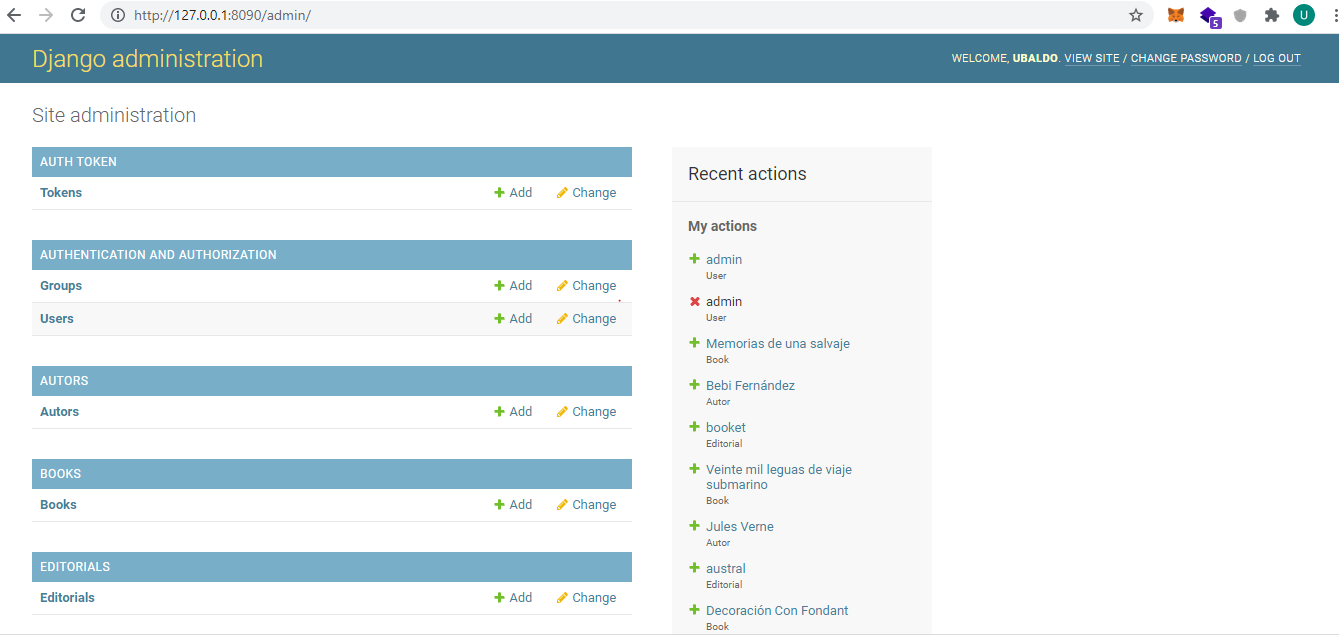 http://127.0.0.1:8090/admin/
5
U
Django administration
WELCOME, UBALDO. VIEW SITE / CHANGE PASSWORD / LOG OUT
Site administration
AUTH TOKEN
Tokens Add Change
AUTHENTICATION AND AUTHORIZATION
Groups Add Change
Users Add Change
AUTORS
Autors Add Change
BOOKS
Books Add Change
EDITORIALS
Editorials Add Change
Recent actions
My actions
admin
User
admin
User
Memorias de una salvaje
Book
Bebi Fernández
Autor
booket
Editorial
Veinte mil leguas de viaje
submarino
Book
Jules Verne
Autor
austral
Editorial
Decoración Con Fondant
Book